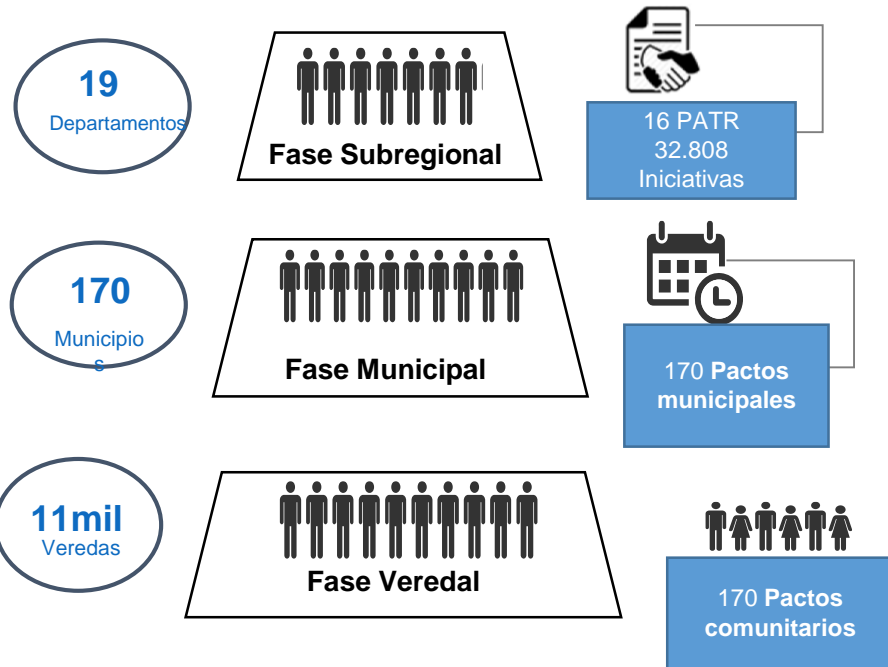 19
Departamentos
Fase Subregional
16 PATR
32.808
Iniciativas
170
Municipio
s
Fase Municipal
170 Pactos
municipales
11mil
Veredas
Fase Veredal
170 Pactos
comunitarios